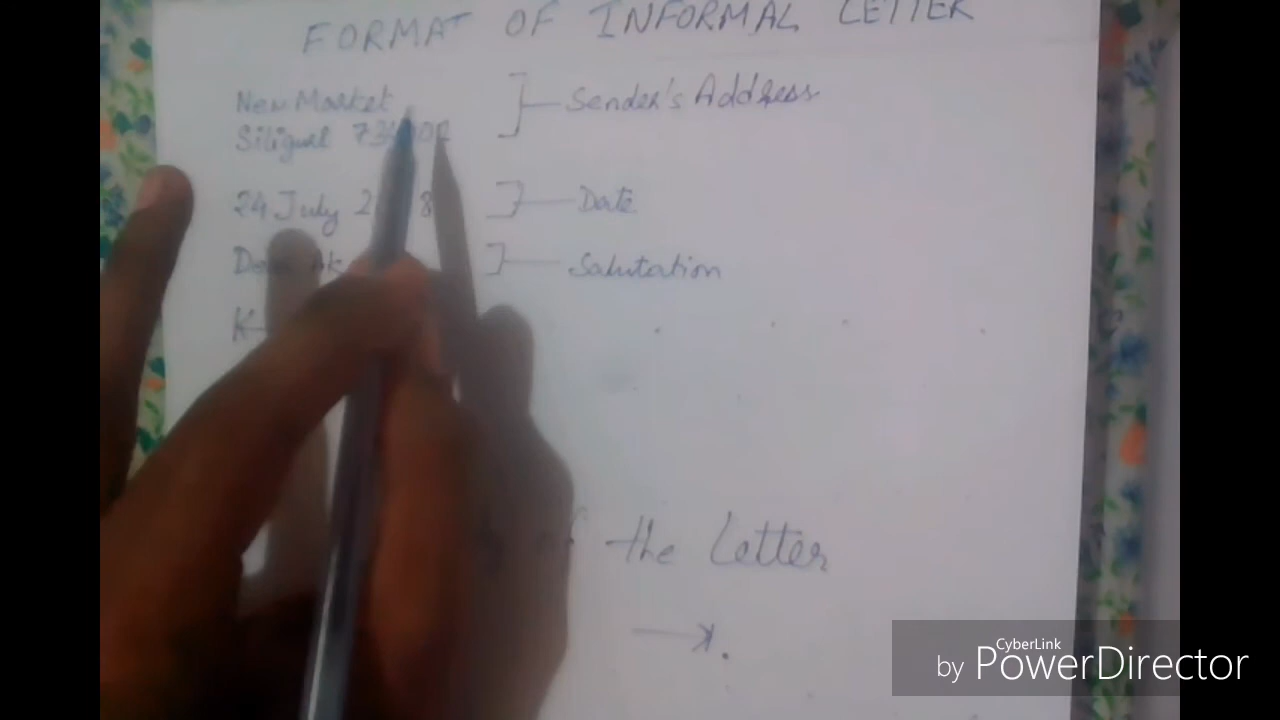 FORMAT OF INFORMAL LETTER
New Market
Sender's Address
Siliguri
24 July
Date
Salutation
the Letter
CyberLink
by PowerDirector